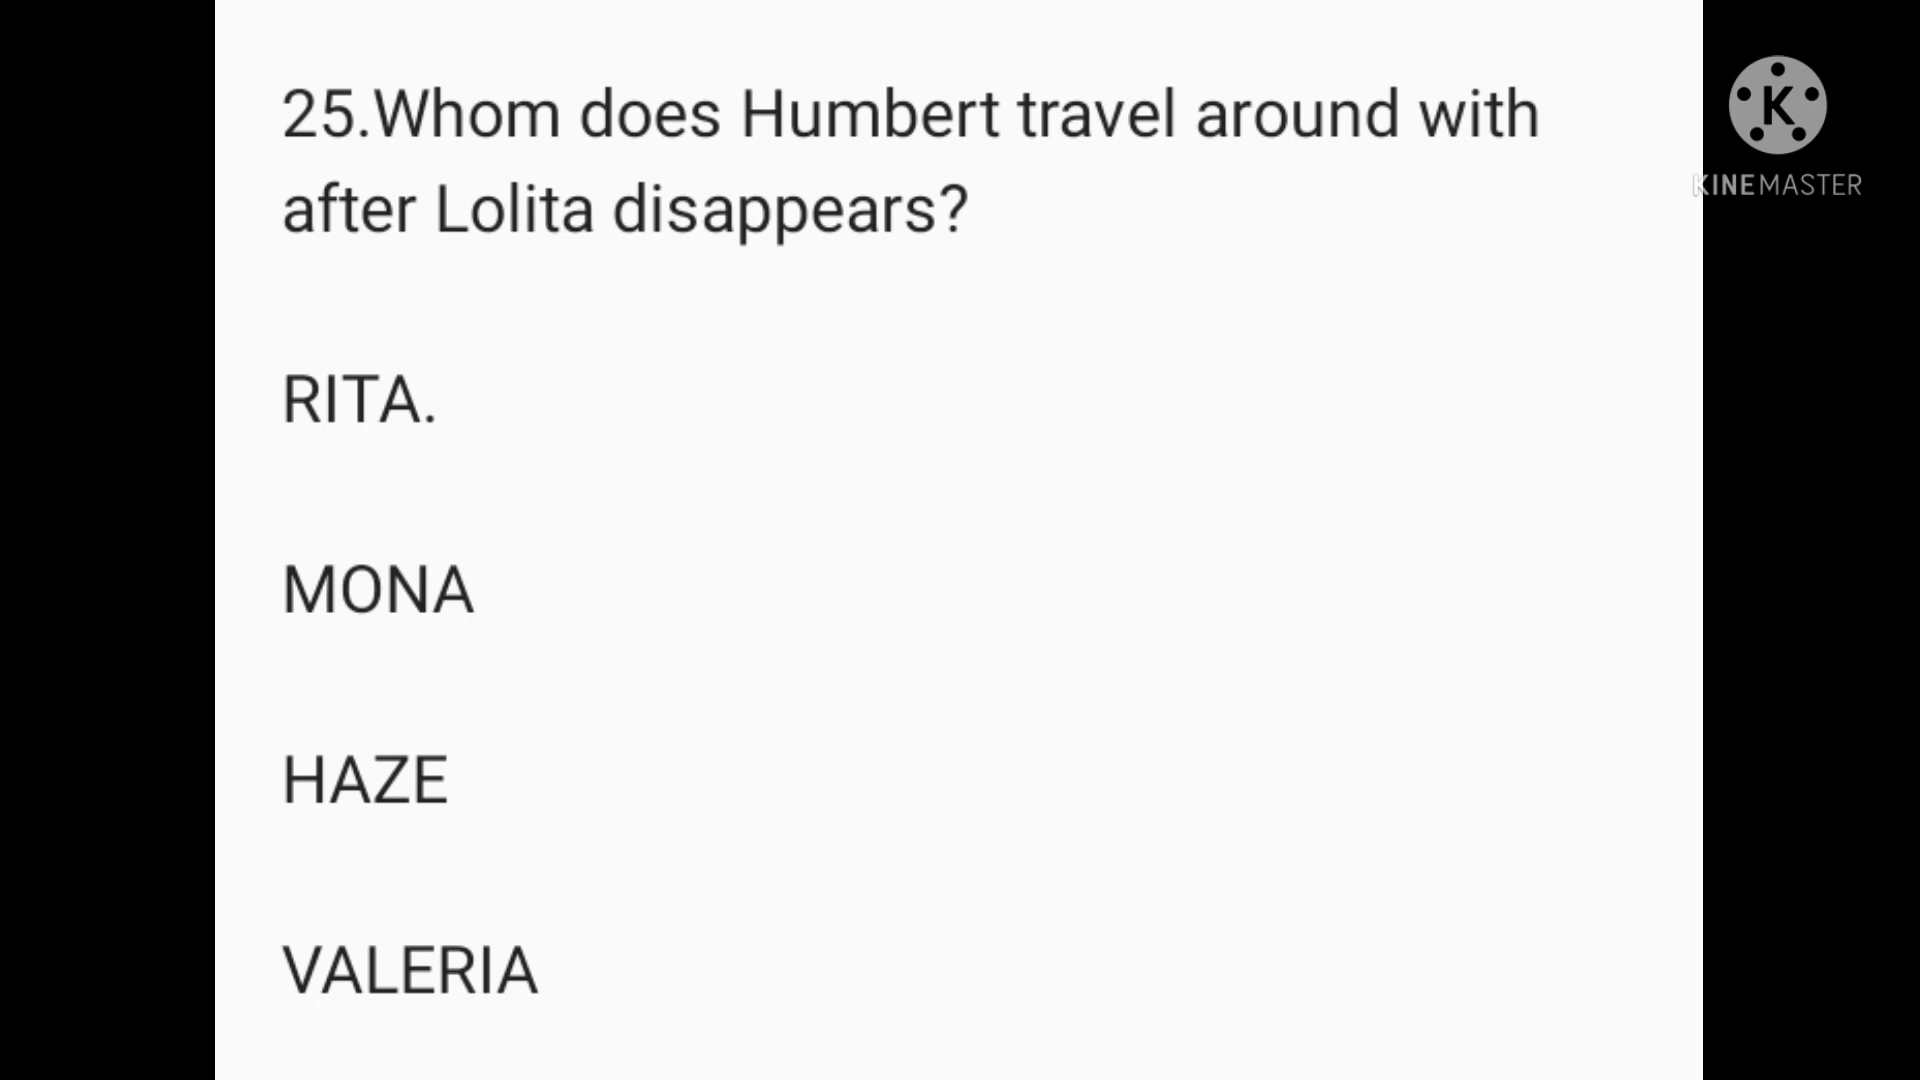 25.Whom does Humbert travel around with
after Lolita disappears?
RITA.
MONA
HAZE
VALERIA
K
KINEMASTER